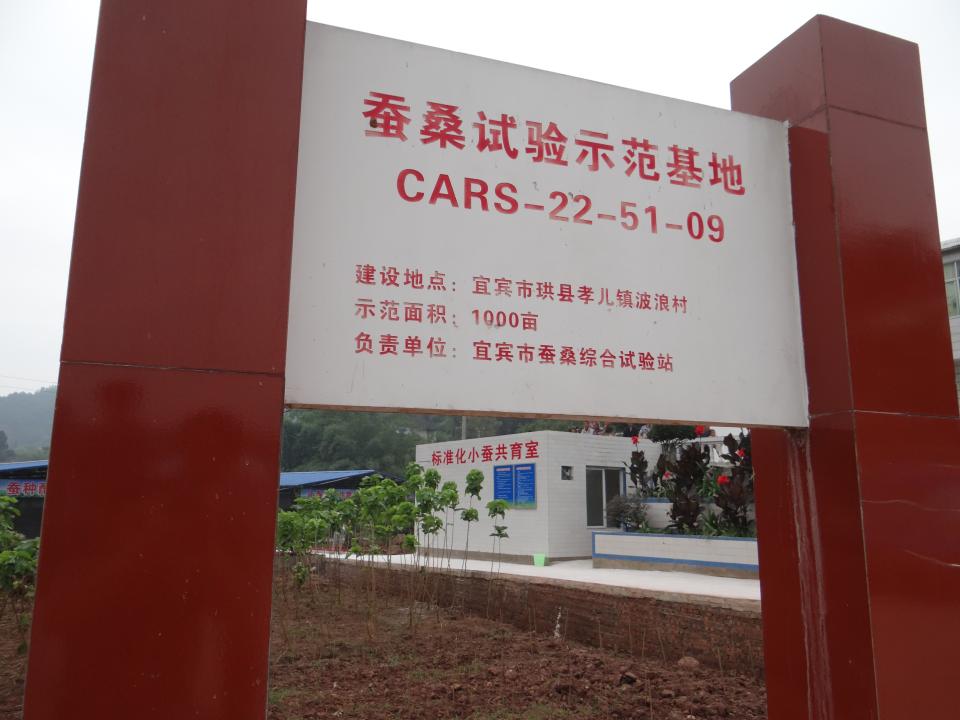 蚕桑试验示范基地
CARS-22-51-09
建设地点：宜宾市珙县孝儿镇波浪村
示范面积：1000亩
负责单位：宜宾市蚕桑综合试验站
标准化小蚕共育室
蚕种